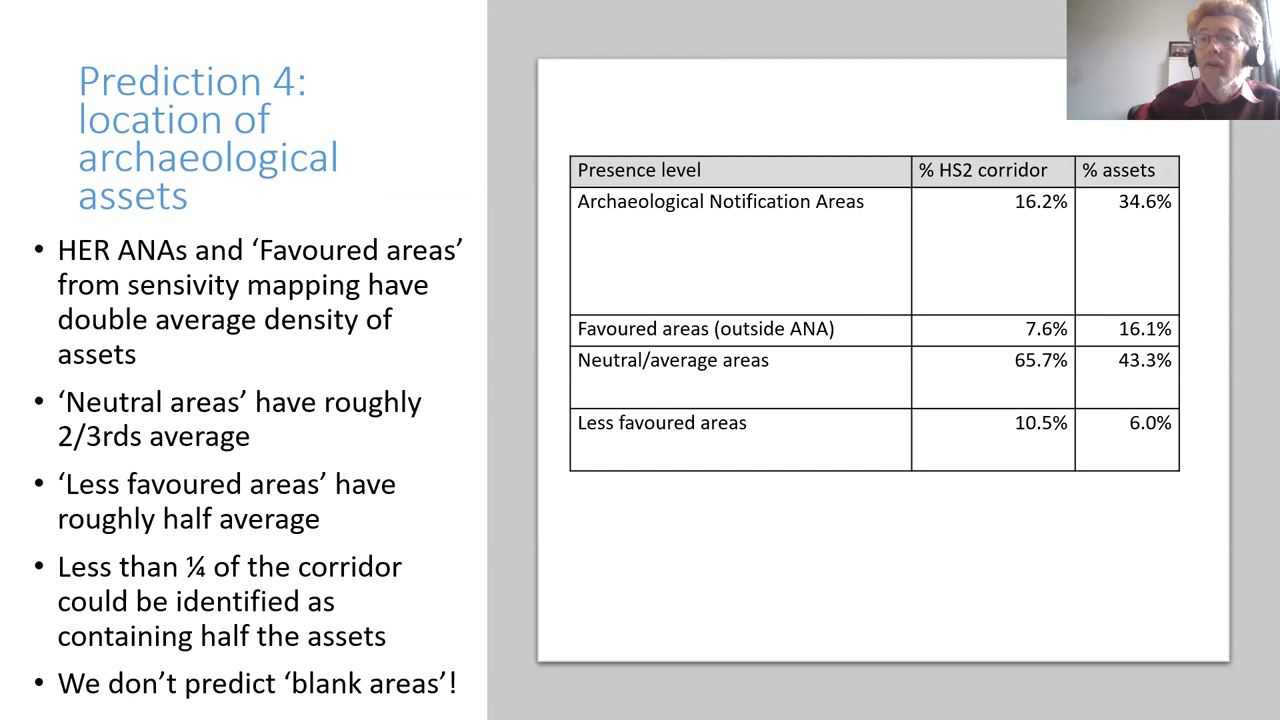 Prediction 4:
location of
archaeological
assets
• HER ANAs and ‘Favoured areas’
from sensivity mapping have
double average density of
assets
• ‘Neutral areas’ have roughly
2/3rds average
• ‘Less favoured areas’ have
roughly half average
• Less than ¼ of the corridor
could be identified as
containing half the assets
• We don’t predict ‘blank areas’!
Presence level % HS2 corridor % assets
Archaeological Notification Areas 16.2% 34.6%
Favoured areas (outside ANA) 7.6% 16.1%
Neutral/average areas 65.7% 43.3%
Less favoured areas 10.5% 6.0%